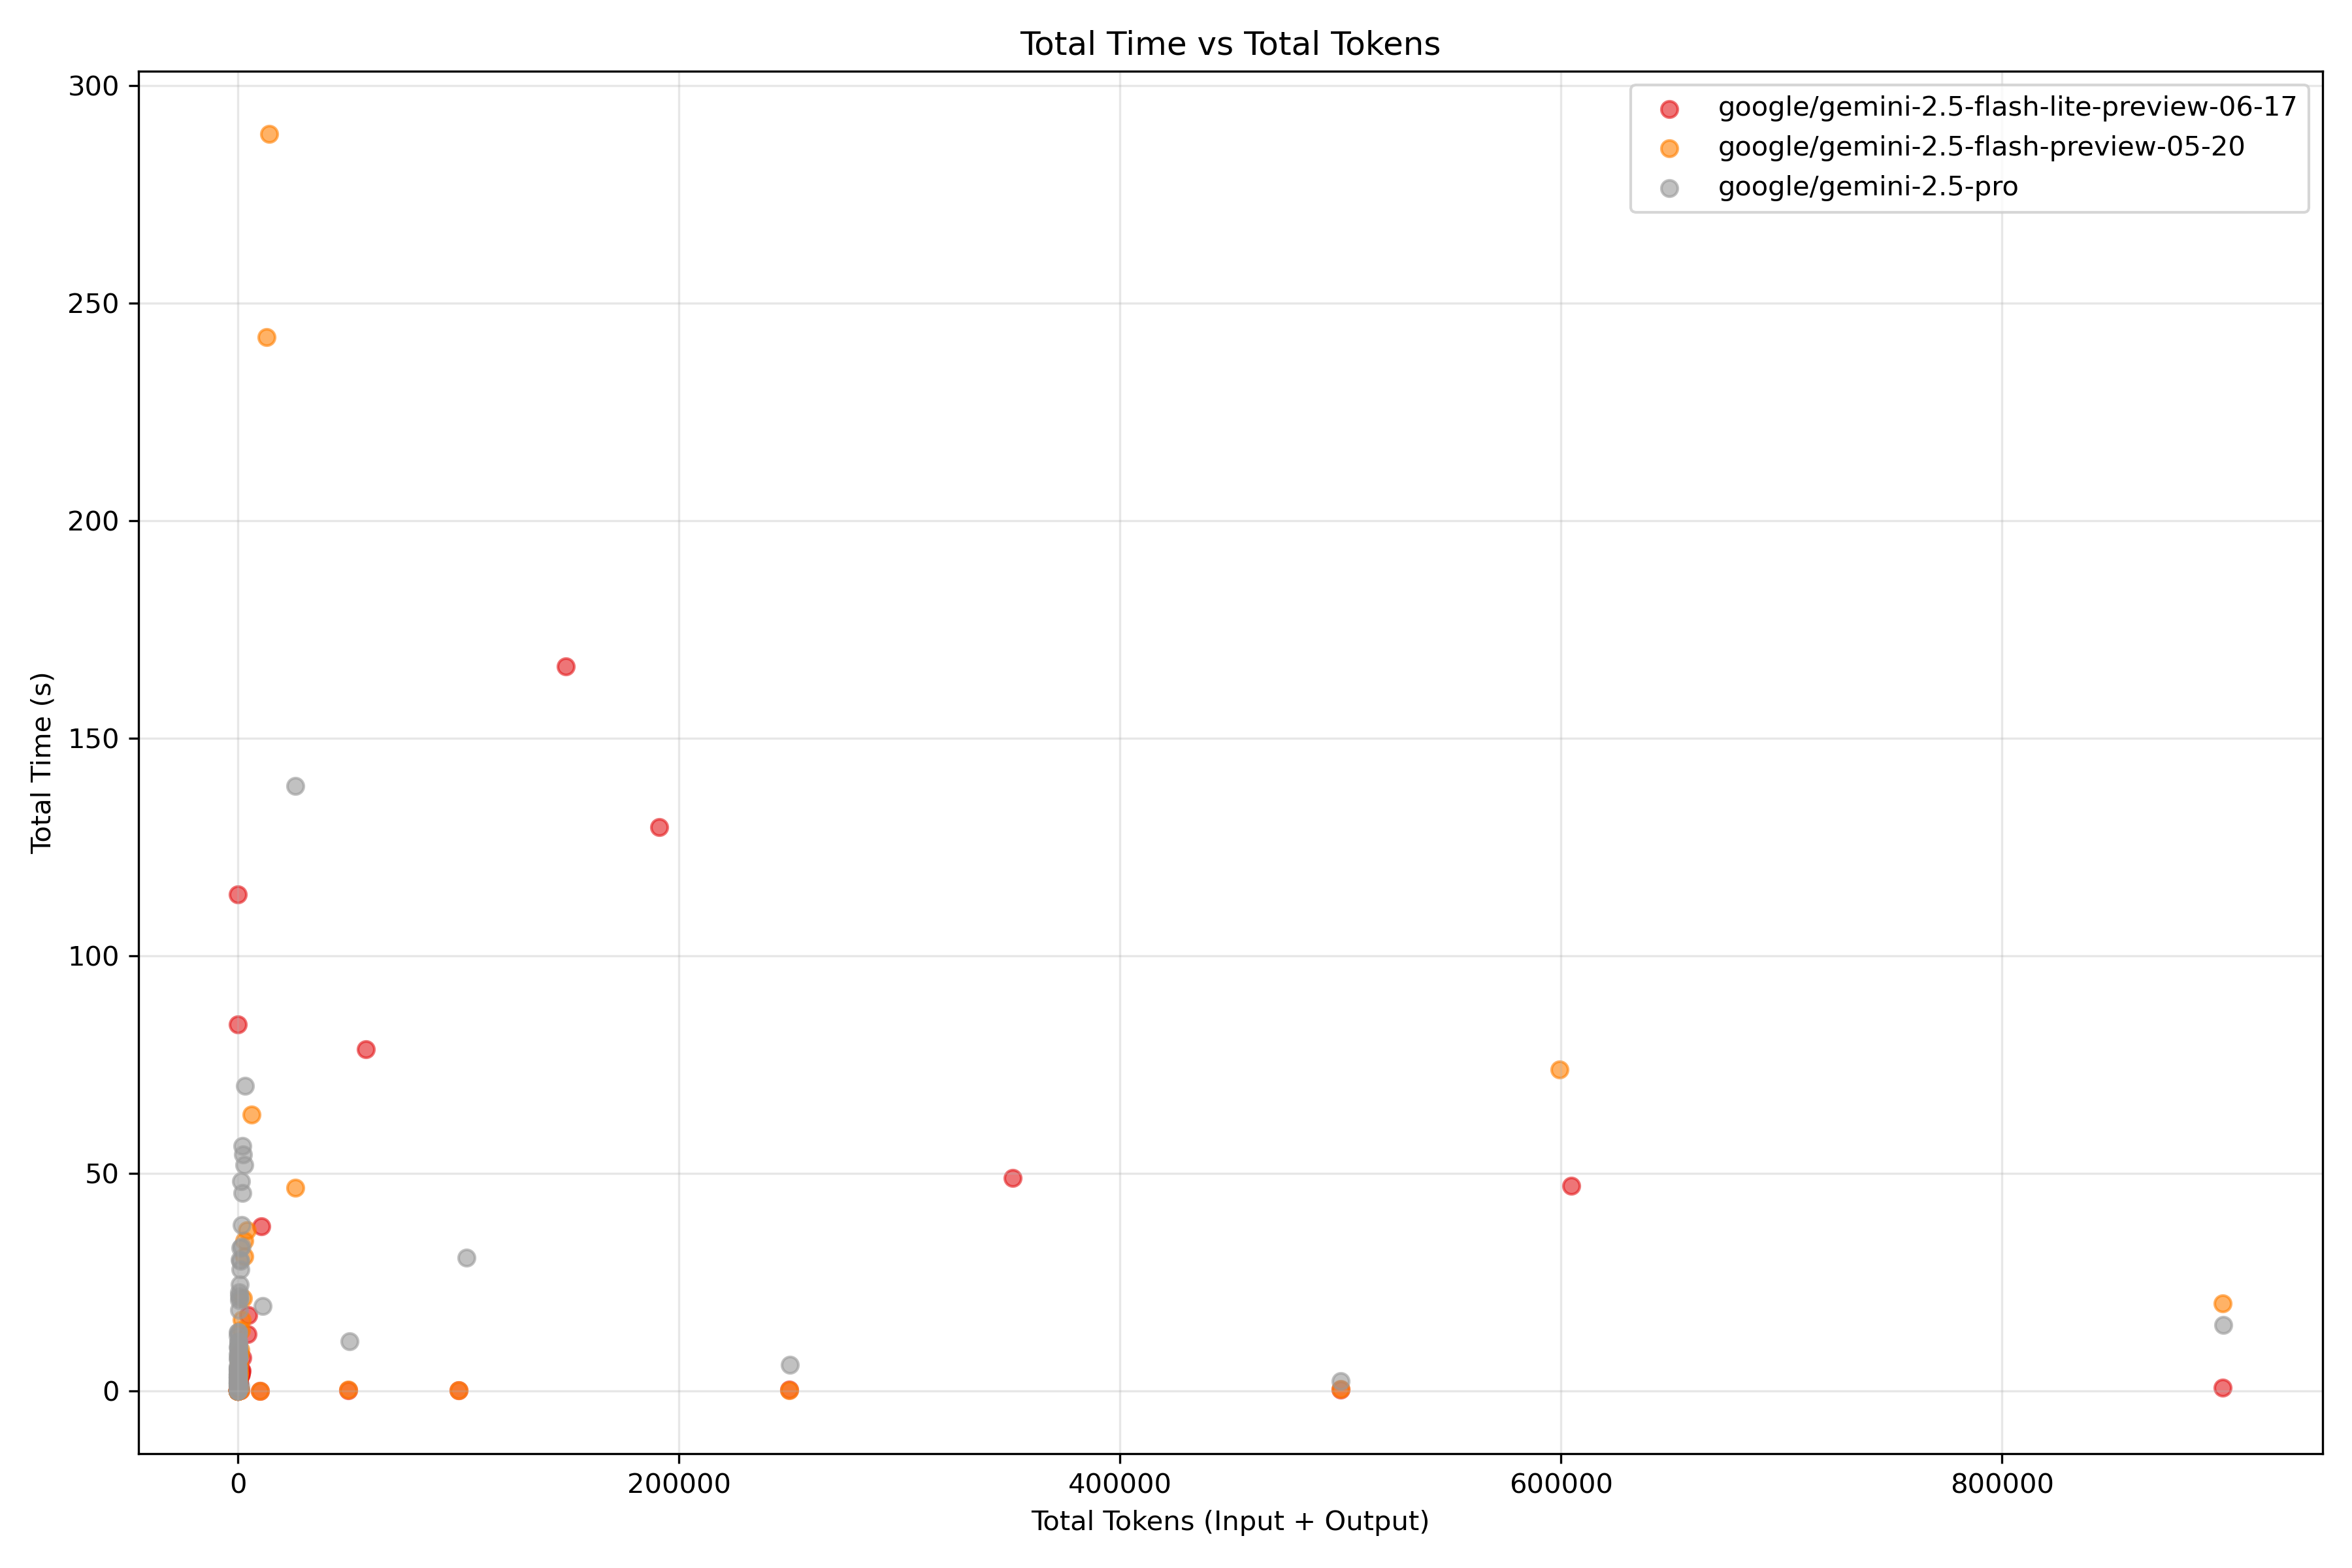 Total Time vs Total Tokens
google/gemini-2.5-flash-lite-preview-06-17
google/gemini-2.5-flash-preview-05-20
google/gemini-2.5-pro
Total Time (s)
300
250
200
150
100
50
0
0 200000 400000 600000 800000
Total Tokens (Input + Output)